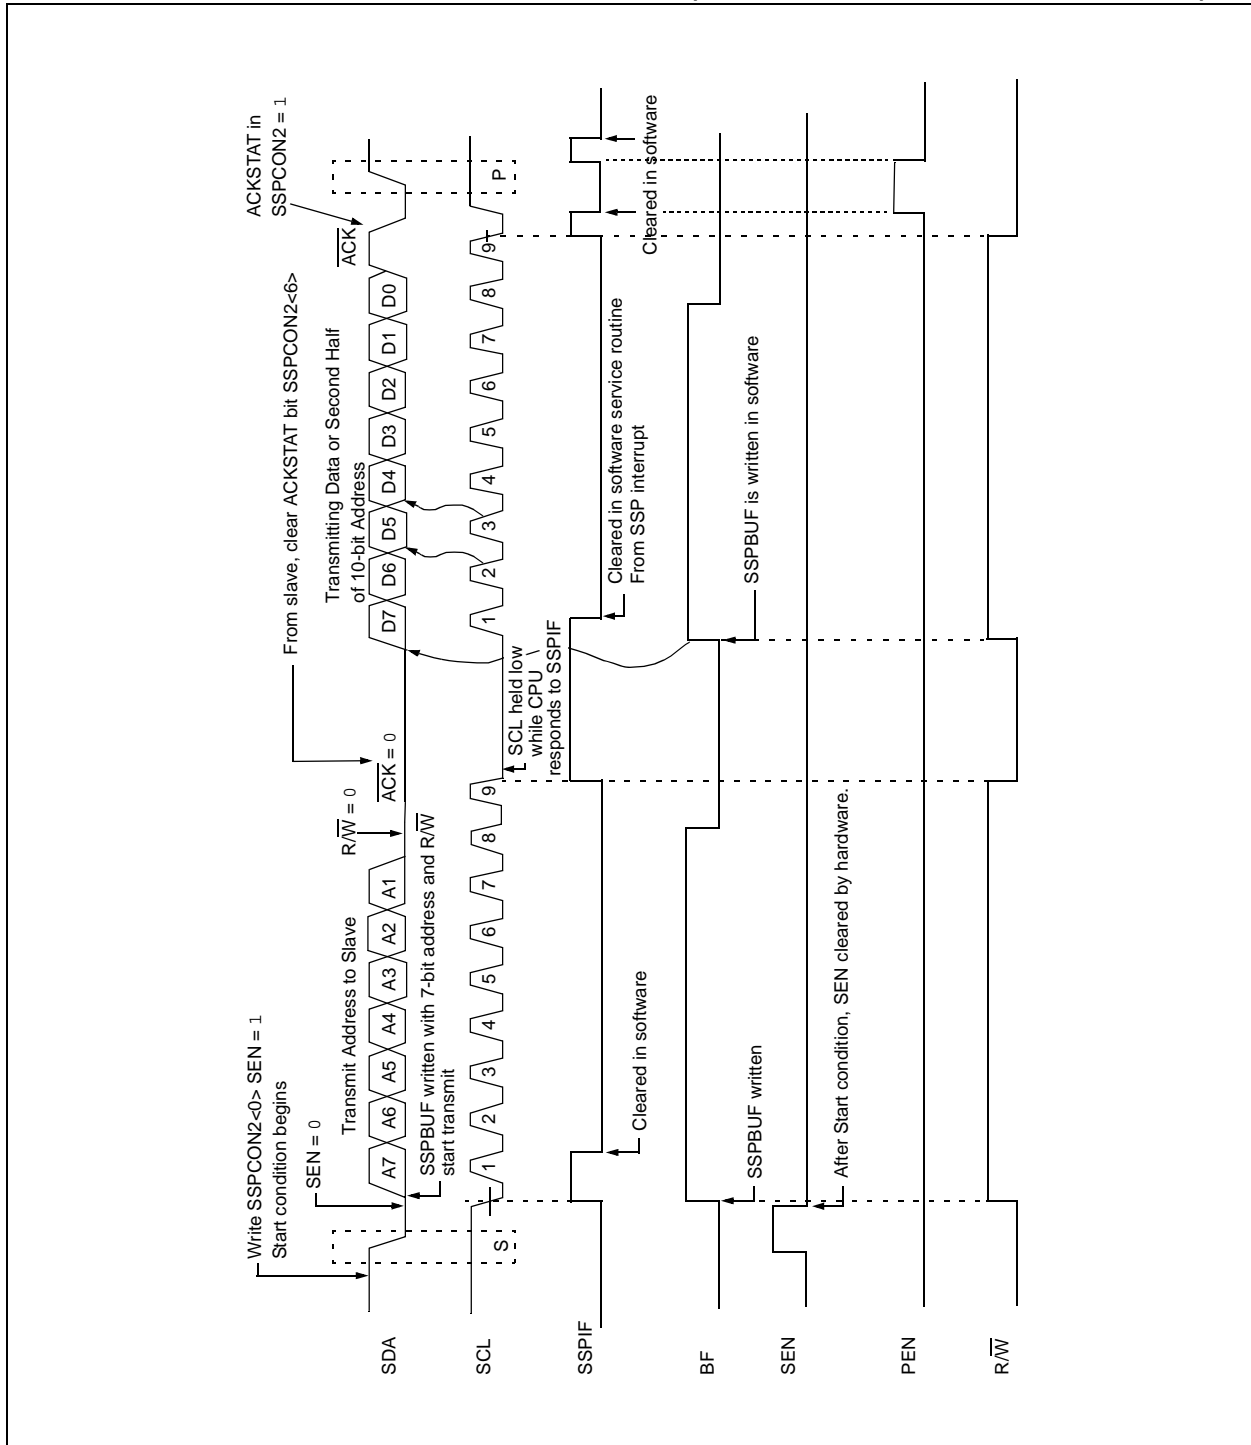 Write SSPCON2<0> SEN = 1
Start condition begins
From slave, clear ACKSTAT bit SSPCON2<6>
ACKSTAT in
SSPCON2 = 1
SEN = 0
Transmit Address to Slave
R/W = 0
ACK = 0
Transmitting Data or Second Half
of 10-bit Address
ACK
SDA
A7 A6 A5 A4 A3 A2 A1
D7 D6 D5 D4 D3 D2 D1 D0
SSPBUF written with 7-bit address and R/W
start transmit
SCL
S
1 2 3 4 5 6 7 8 9
1 2 3 4 5 6 7 8 9
P
SCL held low
while CPU
responds to SSPIF
SSPIF
Cleared in software
Cleared in software service routine
From SSP interrupt
Cleared in software
Cleared in software
BF
SSPBUF written
SSPBUF is written in software
SEN
After Start condition, SEN cleared by hardware.
PEN
R/W